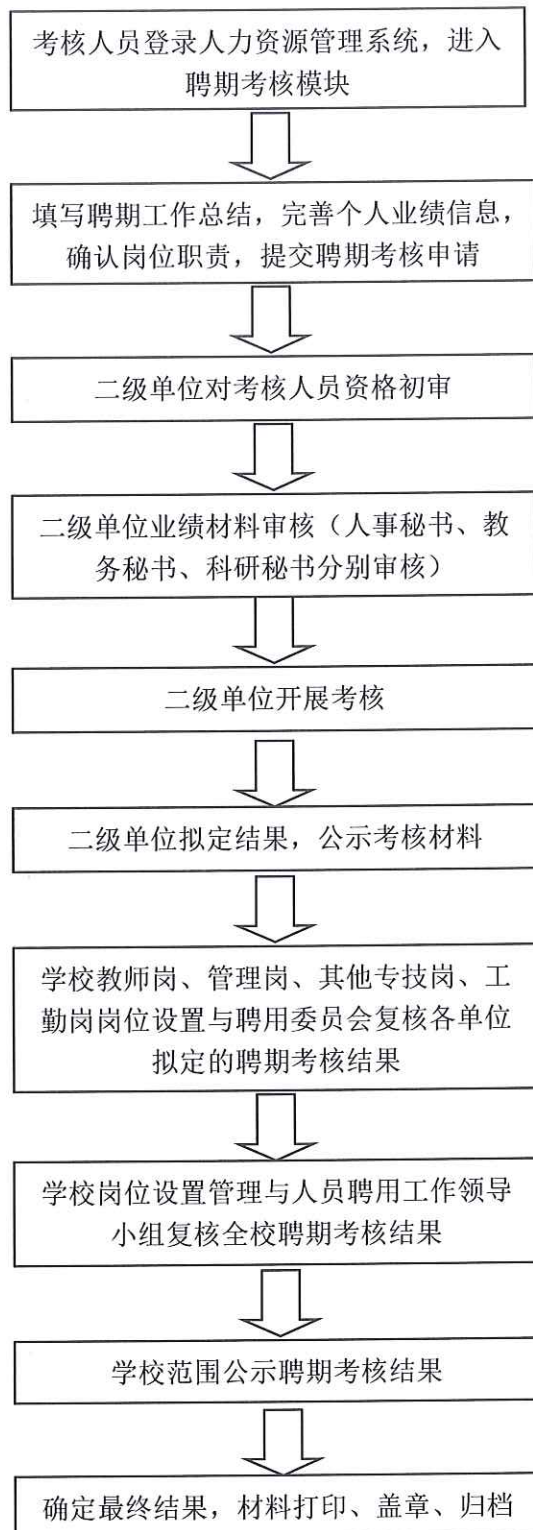 考核人员登录人力资源管理系统，进入
聘期考核模块
填写聘期工作总结，完善个人业绩信息，
确认岗位职责，提交聘期考核申请
二级单位对考核人员资格初审
二级单位业绩材料审核（人事秘书、教
务秘书、科研秘书分别审核）
二级单位开展考核
二级单位拟定结果，公示考核材料
学校教师岗、管理岗、其他专技岗、工
勤岗岗位设置与聘用委员会复核各单位
拟定的聘期考核结果
学校岗位设置管理与人员聘用工作领导
小组复核全校聘期考核结果
学校范围公示聘期考核结果
确定最终结果，材料打印、盖章、归档